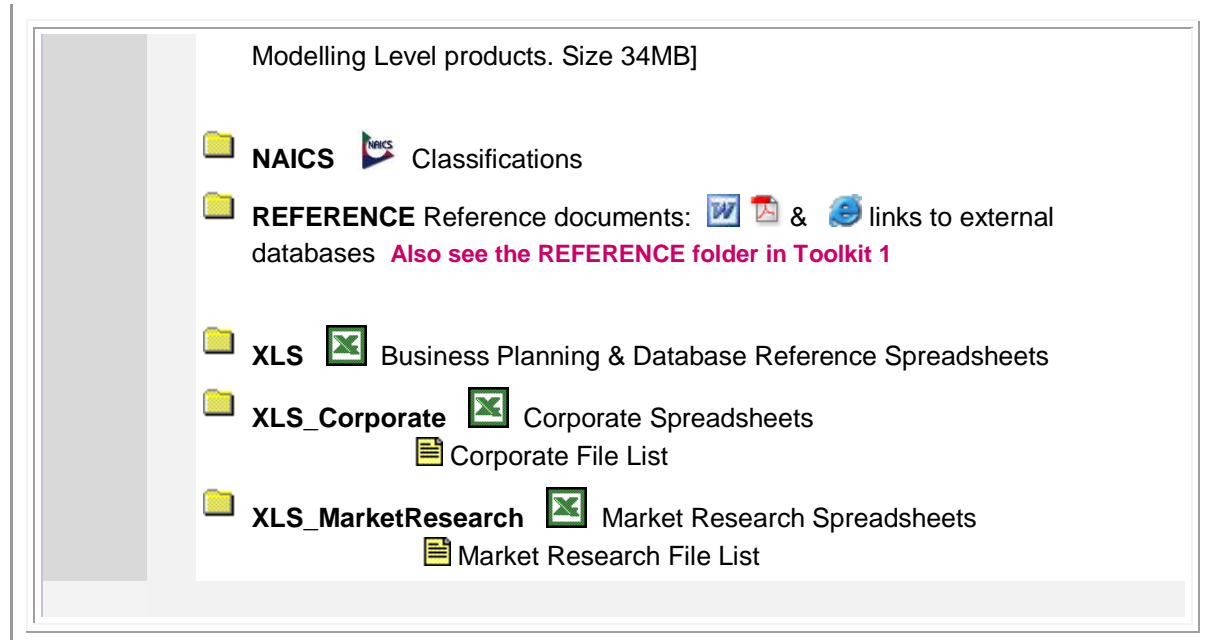 Modelling Level products. Size 34MB]
NAICS NAICS Classifications
REFERENCE Reference documents: W & links to external
databases Also see the REFERENCE folder in Toolkit 1
XLS Business Planning & Database Reference Spreadsheets
XLS_Corporate Corporate Spreadsheets
Corporate File List
XLS_MarketResearch Market Research Spreadsheets
Market Research File List